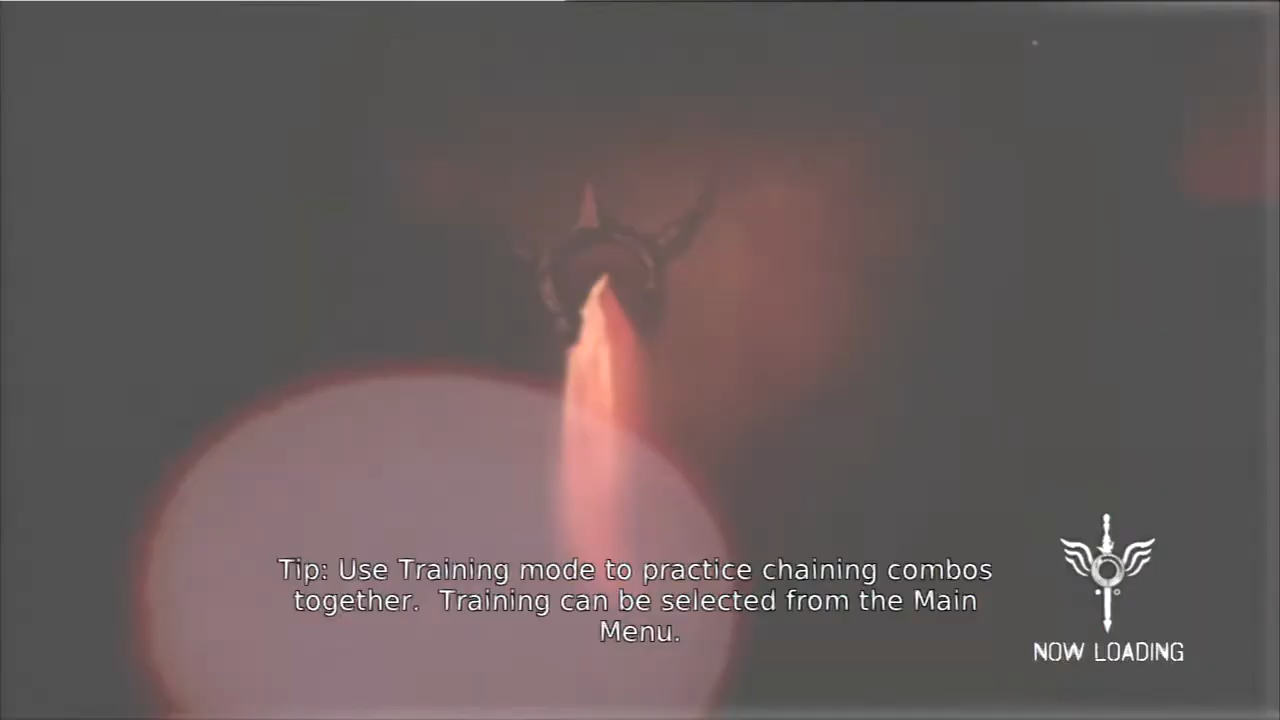 Tip: Use Training mode to practice chaining combos
together.  Training can be selected from the Main
Menu.
NOW LOADING